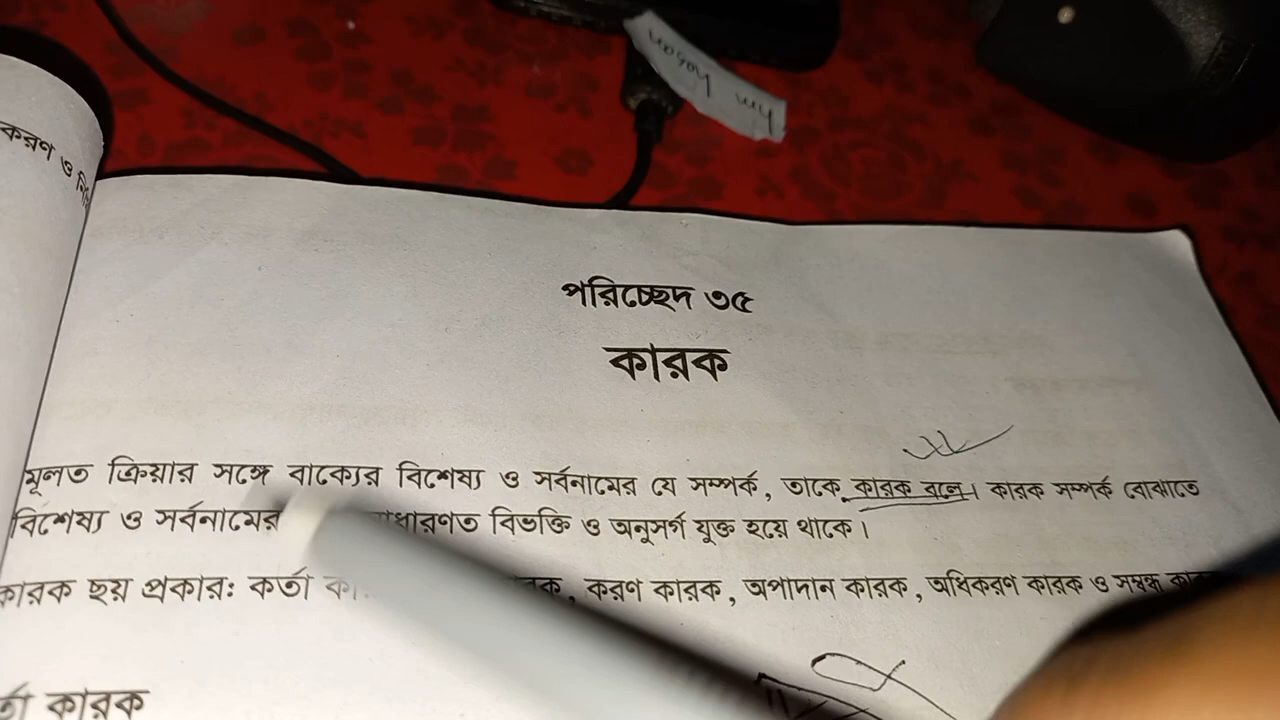 করণ ও
পরিচ্ছেদ ৩৫
কারক
মূলত ক্রিয়ার সঙ্গে বাক্যের বিশেষ্য ও সর্বনামের যে সম্পর্ক, তাকে কারক বলে। কারক সম্পর্ক বোঝাতে
বিশেষ্য ও সর্বনামের াধারণত বিভক্তি ও অনুসর্গ যুক্ত হয়ে থাকে।
কারক ছয় প্রকার: কর্তা কা রক, করণ কারক, অপাদান কারক, অধিকরণ কারক ও সম্বন্ধ কার
র্তা কারক